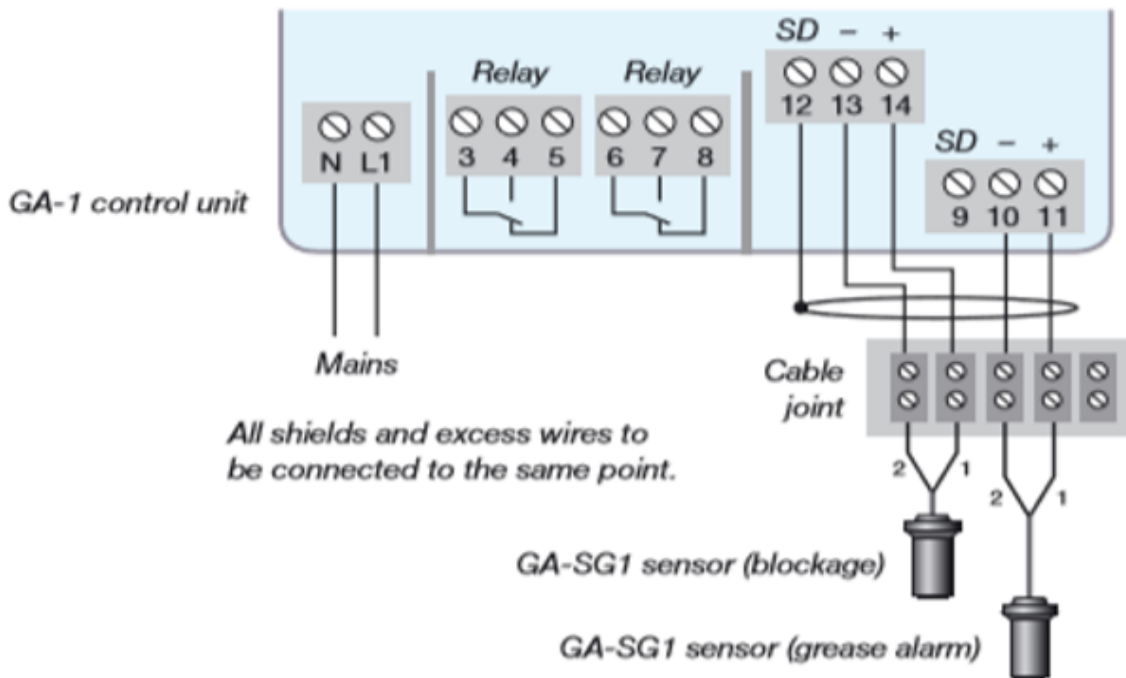 SD − +
Relay Relay
12 13 14
N L1
3 4 5 6 7 8
SD − +
GA-1 control unit
9 10 11
Mains
Cable
joint
All shields and excess wires to
be connected to the same point.
2 1
2 1
GA-SG1 sensor (blockage)
GA-SG1 sensor (grease alarm)